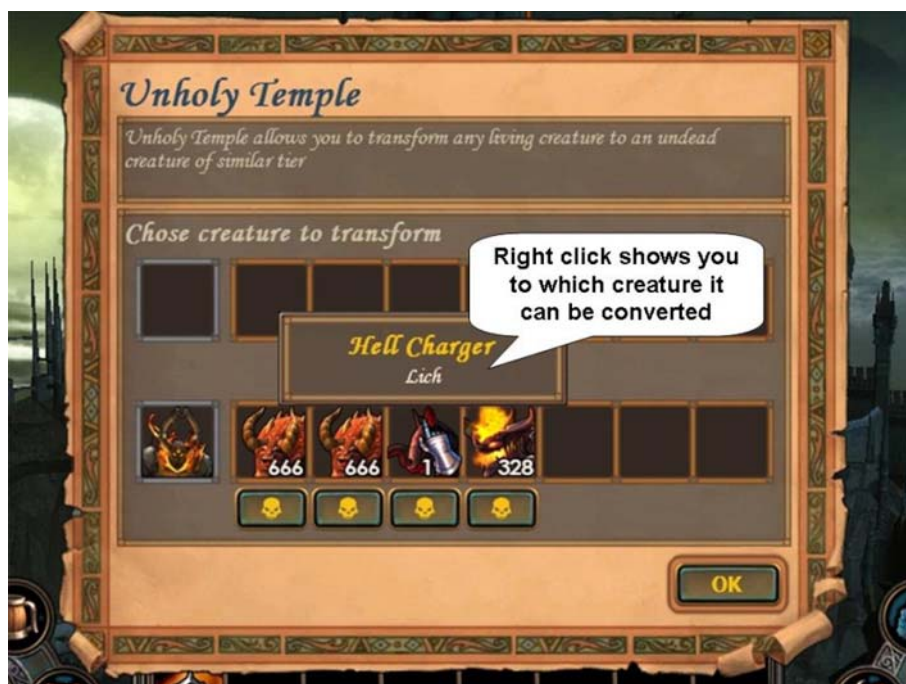 Unholy Temple
Unholy Temple allows you to transform any living creature to an undead
creature of similar tier
Chose creature to transform
Right click shows you
to which creature it
can be converted
Hell Charger
Lich
666 666 1 328
OK